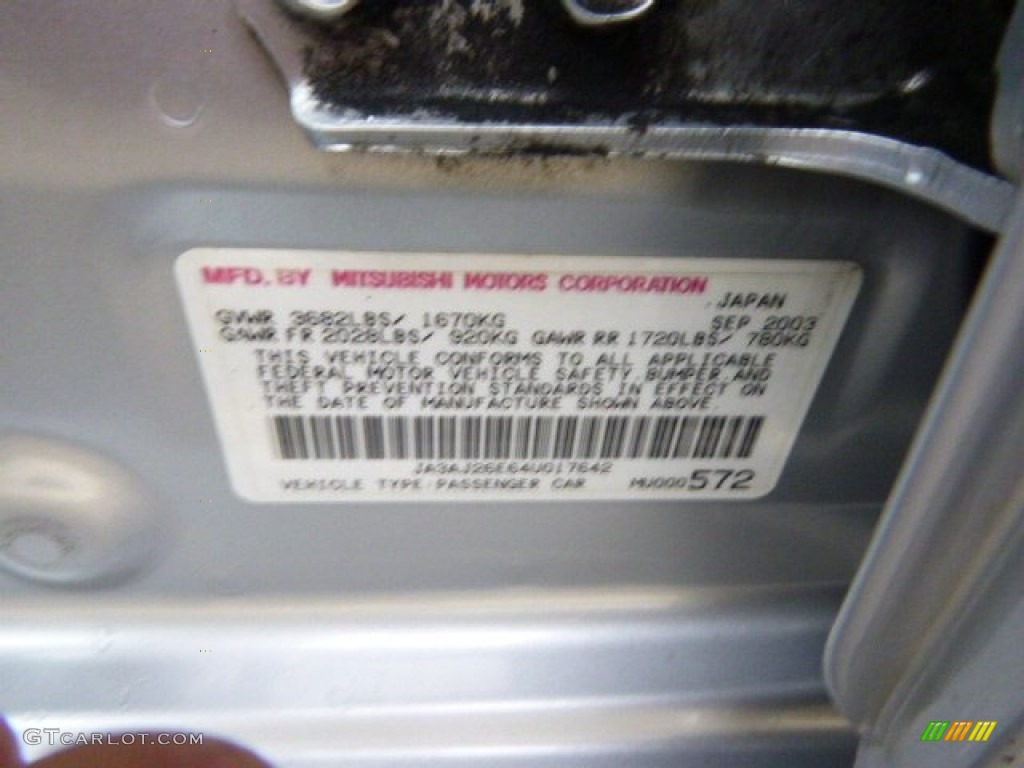 MFD. BY MITSUBISHI MOTORS CORPORATION
JAPAN
GVWR 3682LBS/ 1670KG SEP 2003
GAWR FR 2028LBS/ 920KG GAWR RR 1720LBS/ 780KG
THIS VEHICLE CONFORMS TO ALL APPLICABLE
FEDERAL MOTOR VEHICLE SAFETY, BUMPER AND
THEFT PREVENTION STANDARDS IN EFFECT ON
THE DATE OF MANUFACTURE SHOWN ABOVE.
JA3AJ26E64U017642
VEHICLE TYPE:PASSENGER CAR MU000572
GTCARLOT.COM